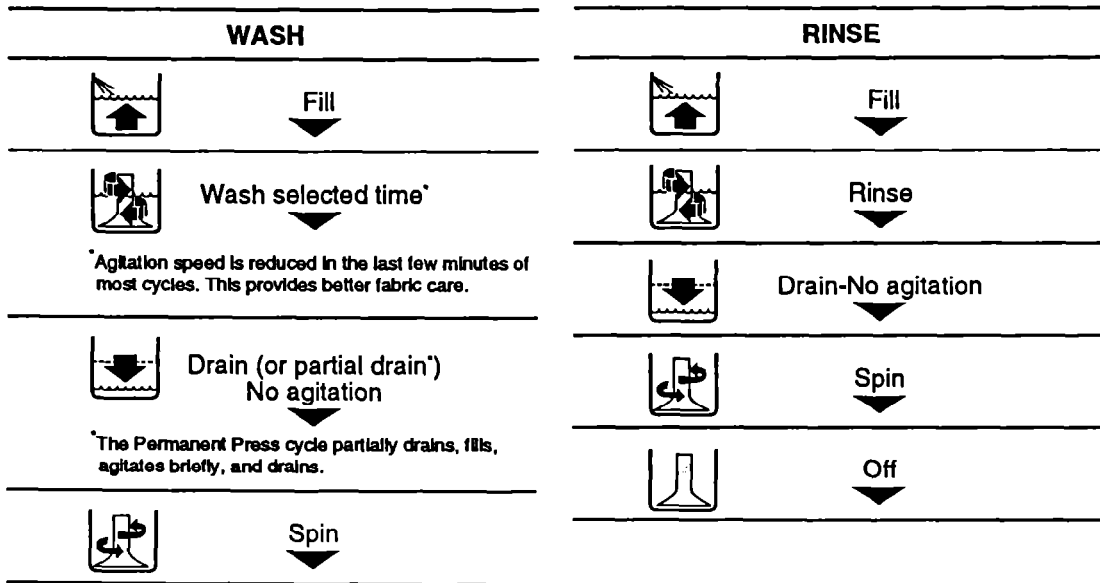 WASH
Fill
Wash selected time*
*Agitation speed is reduced in the last few minutes of
most cycles. This provides better fabric care.
Drain (or partial drain*)
No agitation
*The Permanent Press cycle partially drains, fills,
agitates briefly, and drains.
Spin
RINSE
Fill
Rinse
Drain-No agitation
Spin
Off